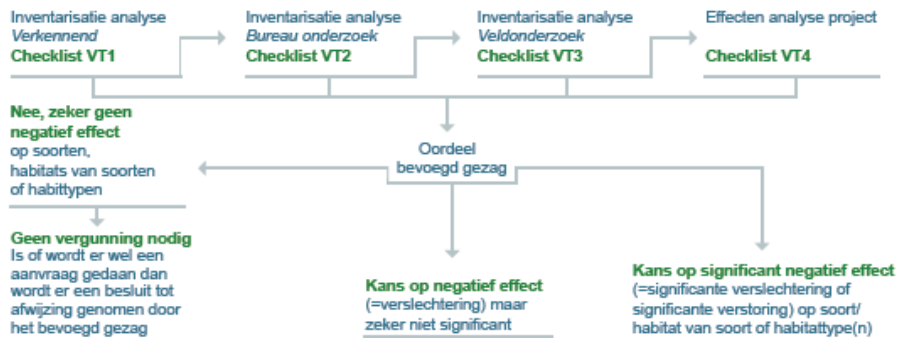 Inventarisatie analyse
Verkennend
Checklist VT1
Inventarisatie analyse
Bureau onderzoek
Checklist VT2
Inventarisatie analyse
Veldonderzoek
Checklist VT3
Effecten analyse project
Checklist VT4
Nee, zeker geen
negatief effect
op soorten,
habitats van soorten
of habittypen
Oordeel
bevoegd gezag
Geen vergunning nodig
Is of wordt er wel een
aanvraag gedaan dan
wordt er een besluit tot
afwijzing genomen door
het bevoegd gezag
Kans op negatief effect
(=verslechtering) maar
zeker niet significant
Kans op significant negatief effect
(=significante verslechtering of
significante verstoring) op soort/
habitat van soort of habitattype(n)